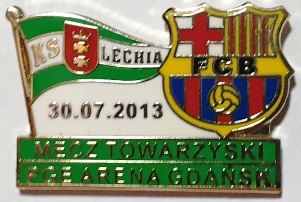 KS LECHIA
FCB
30.07.2013
MECZ TOWARZYSKI
PGE ARENA GDAŃSK